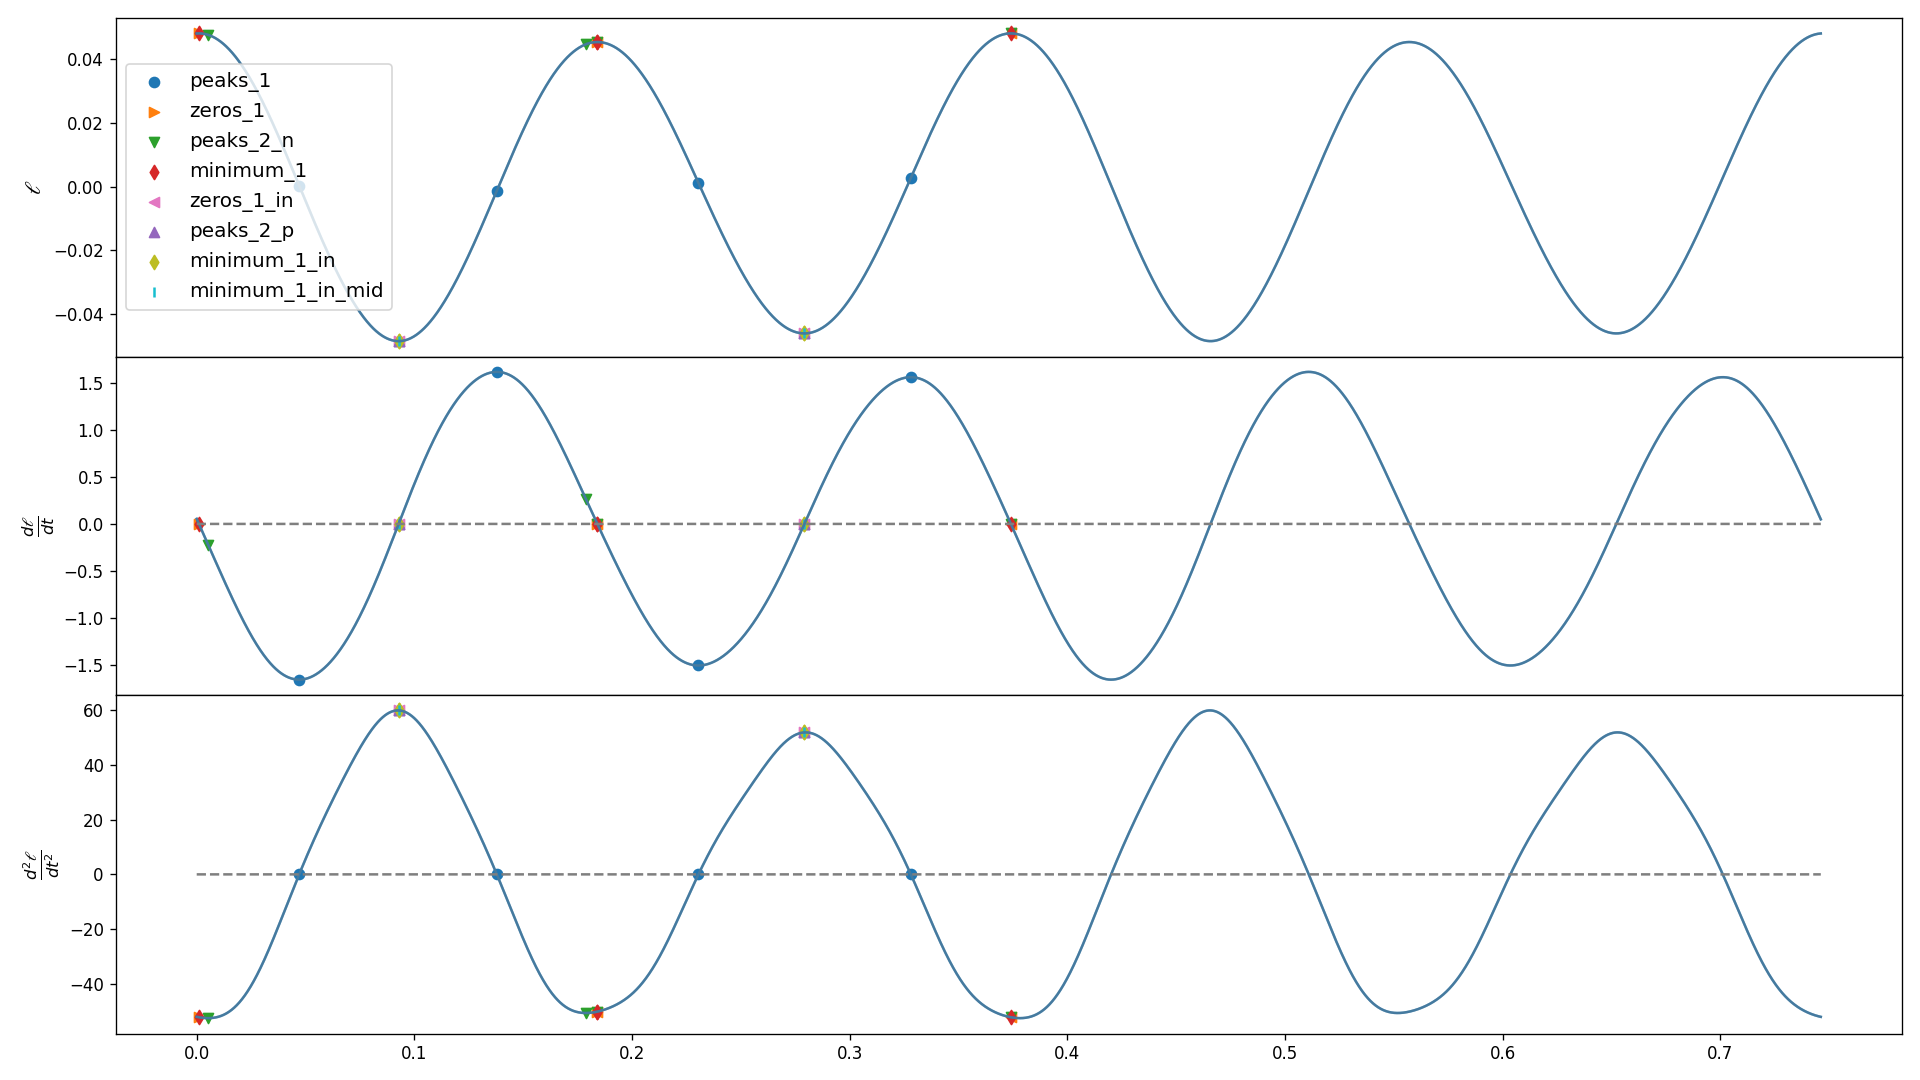 ℓ
0.04
0.02
0.00
−0.02
−0.04
peaks_1
zeros_1
peaks_2_n
minimum_1
zeros_1_in
peaks_2_p
minimum_1_in
minimum_1_in_mid
dℓ/dt
1.5
1.0
0.5
0.0
−0.5
−1.0
−1.5
d²ℓ/dt²
60
40
20
0
−20
−40
0.0 0.1 0.2 0.3 0.4 0.5 0.6 0.7